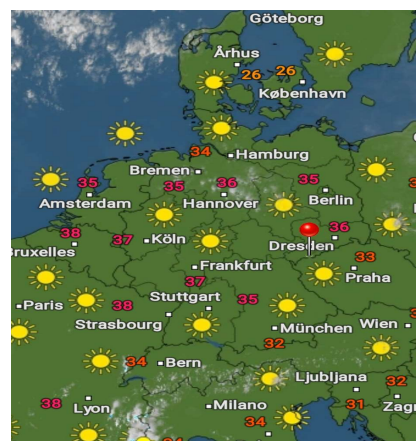 Göteborg
Århus
26
26
København
34
Hamburg
Bremen
35
35
36
35
Amsterdam
Hannover
Berlin
38
37
Köln
36
Bruxelles
Dresden
Frankfurt
33
Praha
37
Paris
38
Stuttgart
35
Strasbourg
München
Wien
32
34
Bern
Ljubljana
32
38
Lyon
Milano
31
Zag
34